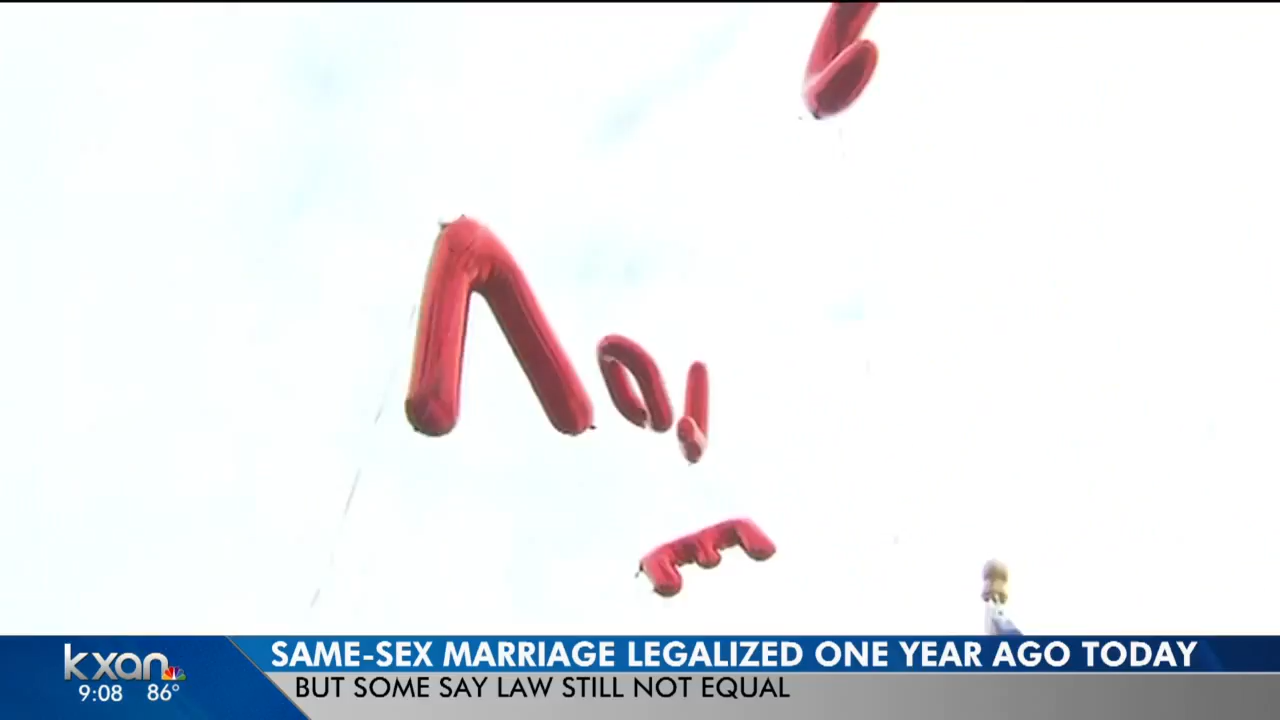 L
V
O
L
E
SAME-SEX MARRIAGE LEGALIZED ONE YEAR AGO TODAY
BUT SOME SAY LAW STILL NOT EQUAL
kxan
9:08 86°